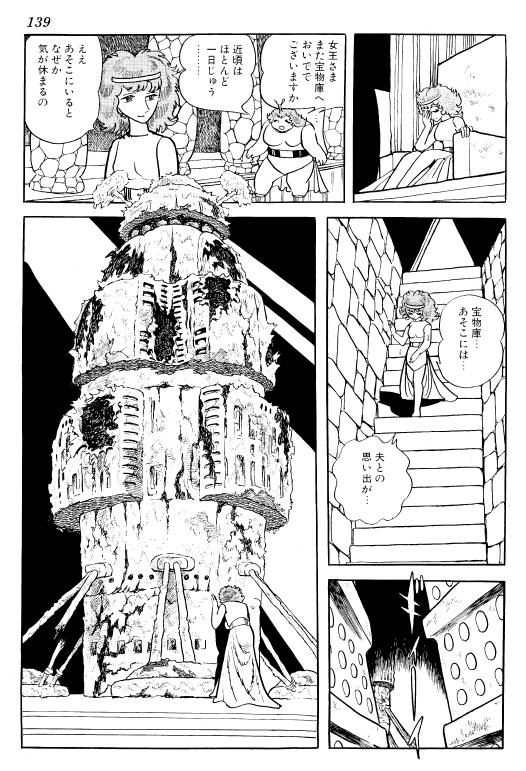 139
女王さま
また宝物庫へ
おいでで
ございますか
近頃は
ほとんど
一日じゅう
……
ええ
あそこにいると
なぜか
気が休まるの
宝物庫…
あそこには…
夫との
思い出が…